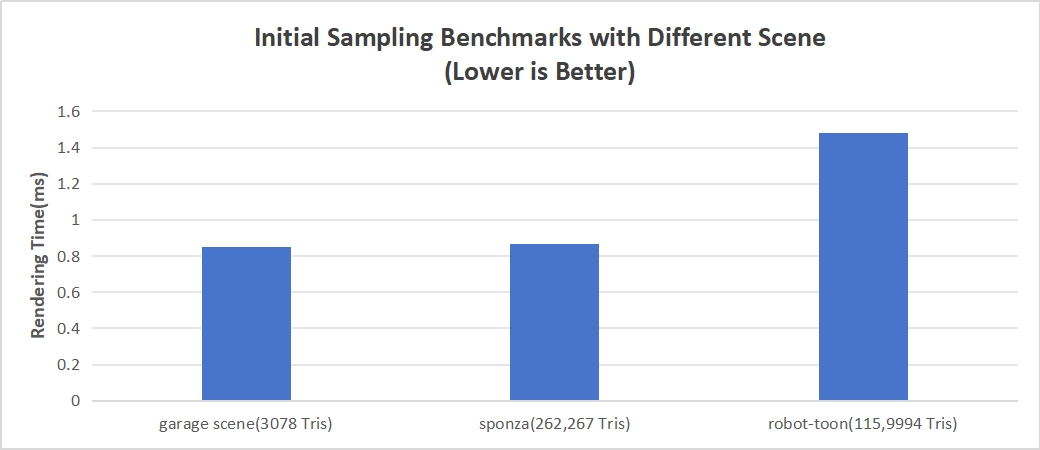 Initial Sampling Benchmarks with Different Scene
(Lower is Better)
Rendering Time(ms)
1.6
1.4
1.2
1
0.8
0.6
0.4
0.2
0
garage scene(3078 Tris)
sponza(262,267 Tris)
robot-toon(115,9994 Tris)